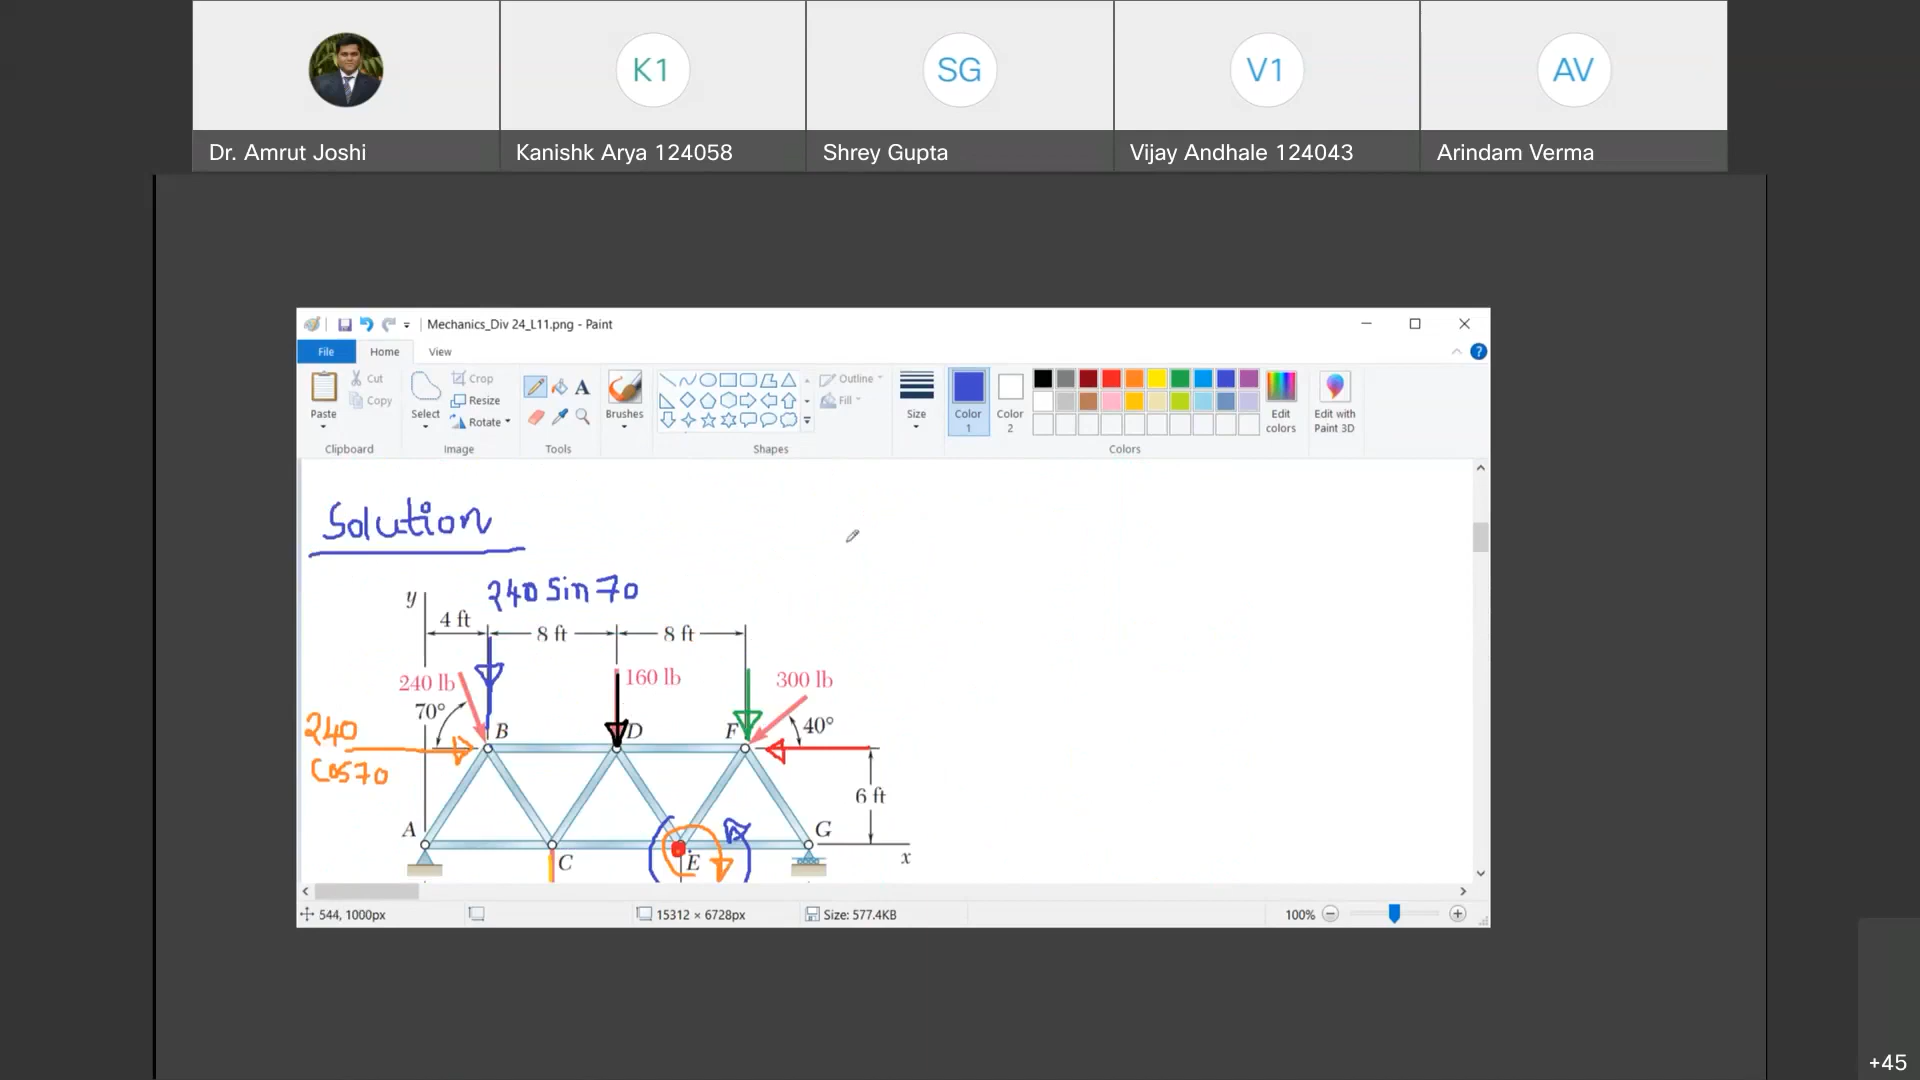 K1
SG
V1
AV
Dr. Amrut Joshi
Kanishk Arya 124058
Shrey Gupta
Vijay Andhale 124043
Arindam Verma
Mechanics_Div 24_L11.png - Paint
File
Home
View
?
Paste
Cut
Copy
Clipboard
Select
Crop
Resize
Rotate
Image
A
Tools
Brushes
Outline
Fill
Shapes
Size
Color 1
Color 2
Edit colors
Edit with Paint 3D
Colors
Solution
240 Sin 70
y
4 ft
8 ft
8 ft
240 lb
160 lb
300 lb
70°
40°
B
D
F
240
Cos70
6 ft
A
G
C
E
x
544, 1000px
15312 × 6728px
Size: 577.4KB
100%
+45